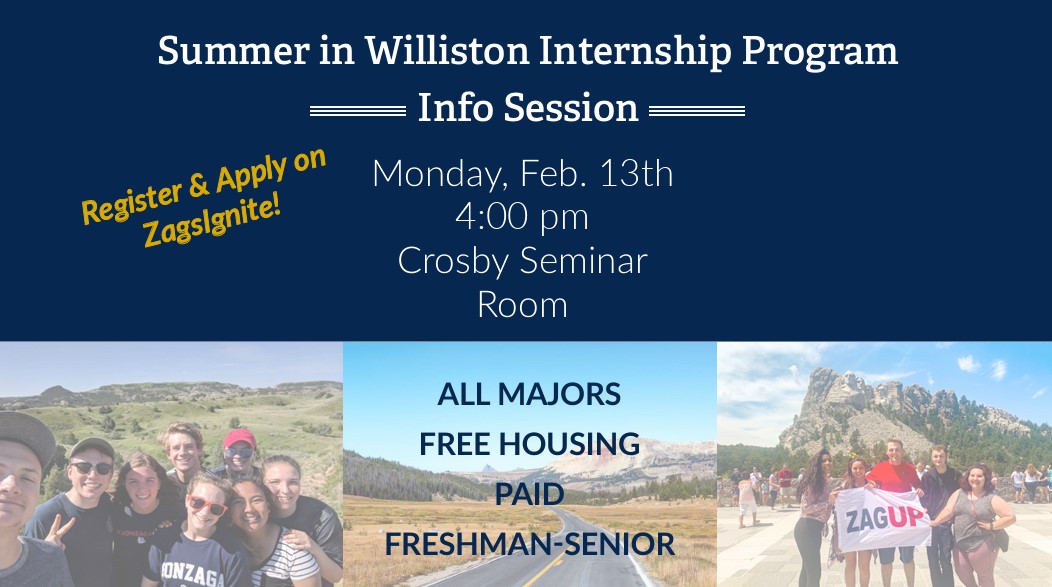 Summer in Williston Internship Program
Info Session
Register & Apply on
ZagsIgnite!
Monday, Feb. 13th
4:00 pm
Crosby Seminar
Room
ALL MAJORS
FREE HOUSING
PAID
FRESHMAN-SENIOR
ONZAGA
ZAGUP